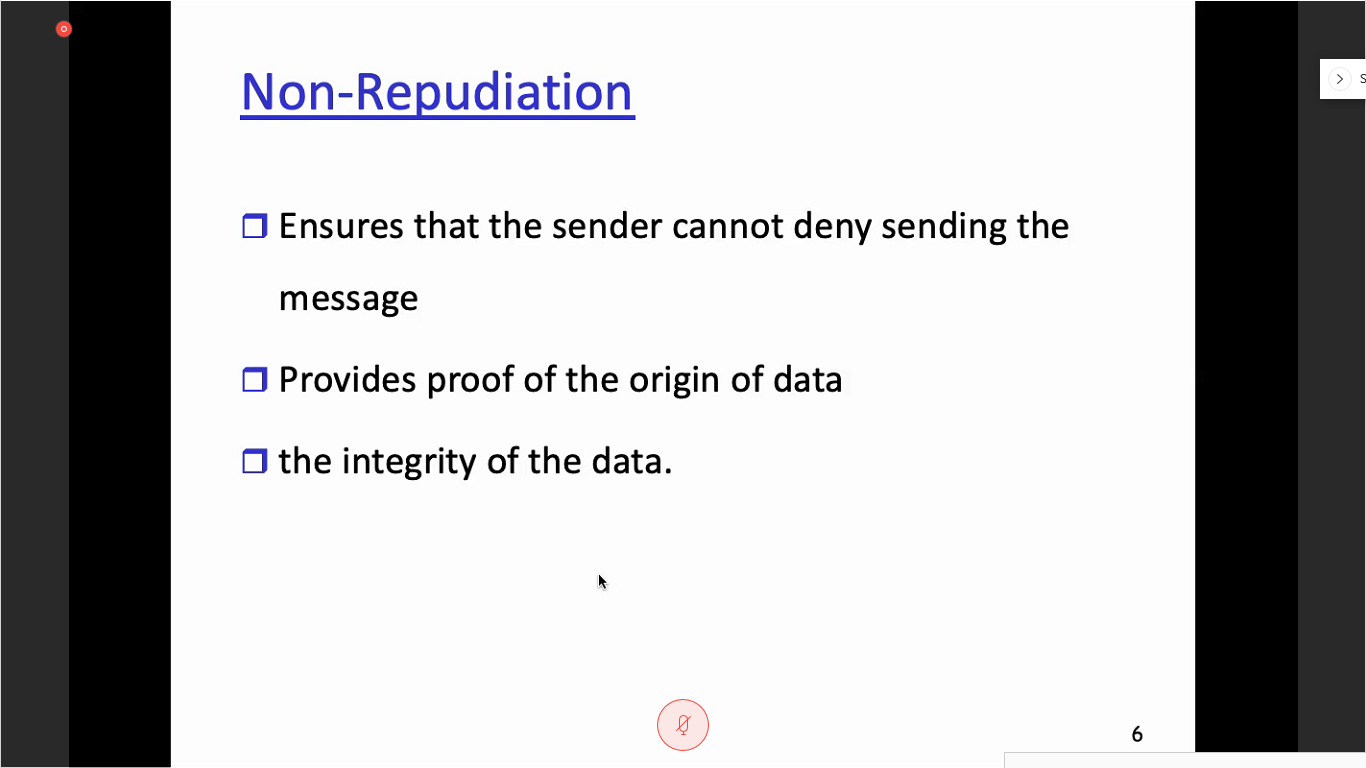 Non-Repudiation
Ensures that the sender cannot deny sending the
message
Provides proof of the origin of data
the integrity of the data.
S
6